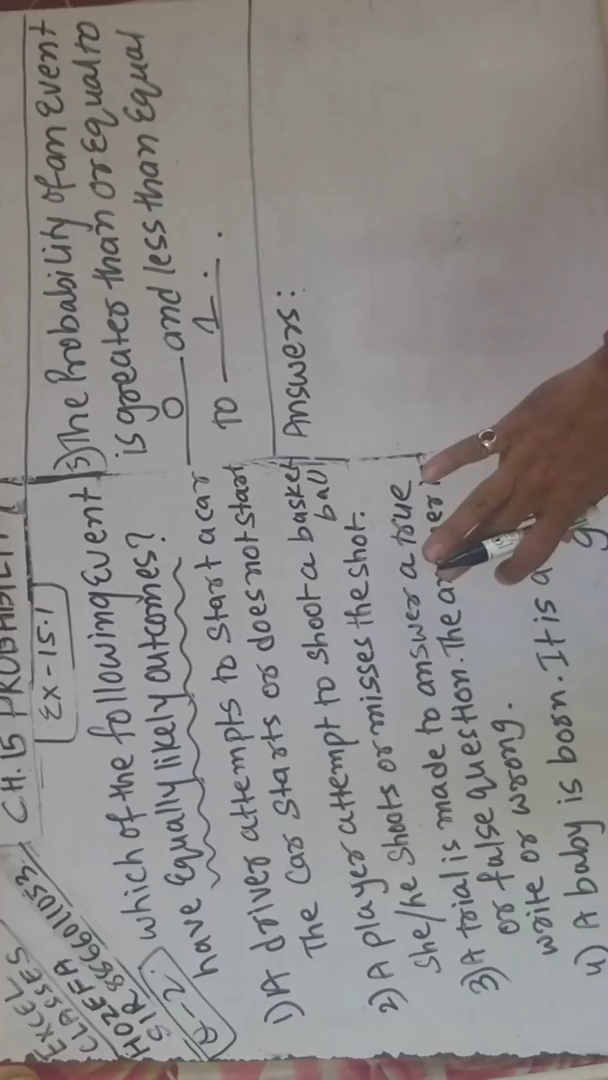 EXCEL
CLASSES
HOZEFA
SIR 8866011053
CH. 15 PROBABILITY
EX-15.1
Q-2. which of the following Event
have Equally likely outcomes?
1) A driver attempts to start a car
The car starts or does not start
2) A player attempt to shoot a basket
ball
she/he shoots or misses the shot.
3) A trial is made to answer a true
or false question. The
write or wrong.
4) A baby is born. It is a
5) The Probability of an Event
is greater than or Equal to
0 and less than Equal
to 1.
Answers: